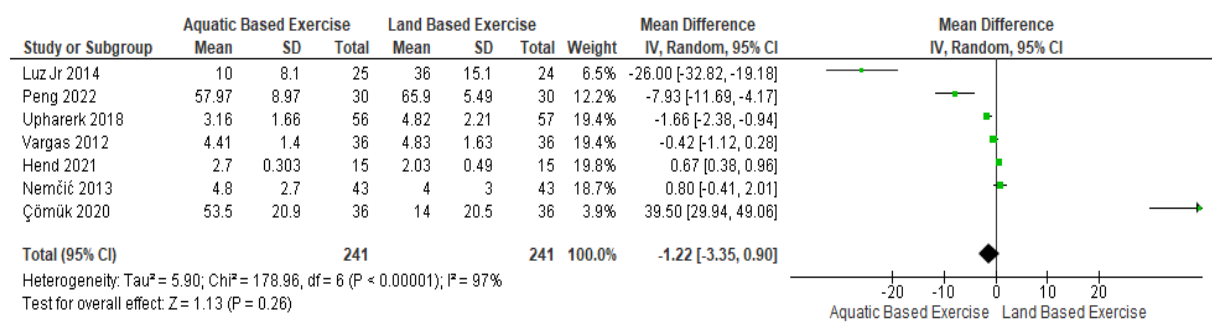 Aquatic Based Exercise Land Based Exercise Mean Difference Mean Difference
Study or Subgroup Mean SD Total Mean SD Total Weight IV, Random, 95% CI IV, Random, 95% CI
Luz Jr 2014 10 8.1 25 36 15.1 24 6.5% -26.00 [-32.82, -19.18]
Peng 2022 57.97 8.97 30 65.9 5.49 30 12.2% -7.93 [-11.69, -4.17]
Upharerk 2018 3.16 1.66 56 4.82 2.21 57 19.4% -1.66 [-2.38, -0.94]
Vargas 2012 4.41 1.4 36 4.83 1.63 36 19.4% -0.42 [-1.12, 0.28]
Hend 2021 2.7 0.303 15 2.03 0.49 15 19.8% 0.67 [0.38, 0.96]
Nemčić 2013 4.8 2.7 43 4 3 43 18.7% 0.80 [-0.41, 2.01]
Çömük 2020 53.5 20.9 36 14 20.5 36 3.9% 39.50 [29.94, 49.06]
Total (95% CI) 241 241 100.0% -1.22 [-3.35, 0.90]
Heterogeneity: Tau² = 5.90; Chi² = 178.96, df = 6 (P < 0.00001); I² = 97%
Test for overall effect: Z = 1.13 (P = 0.26)
-20 -10 0 10 20
Aquatic Based Exercise Land Based Exercise